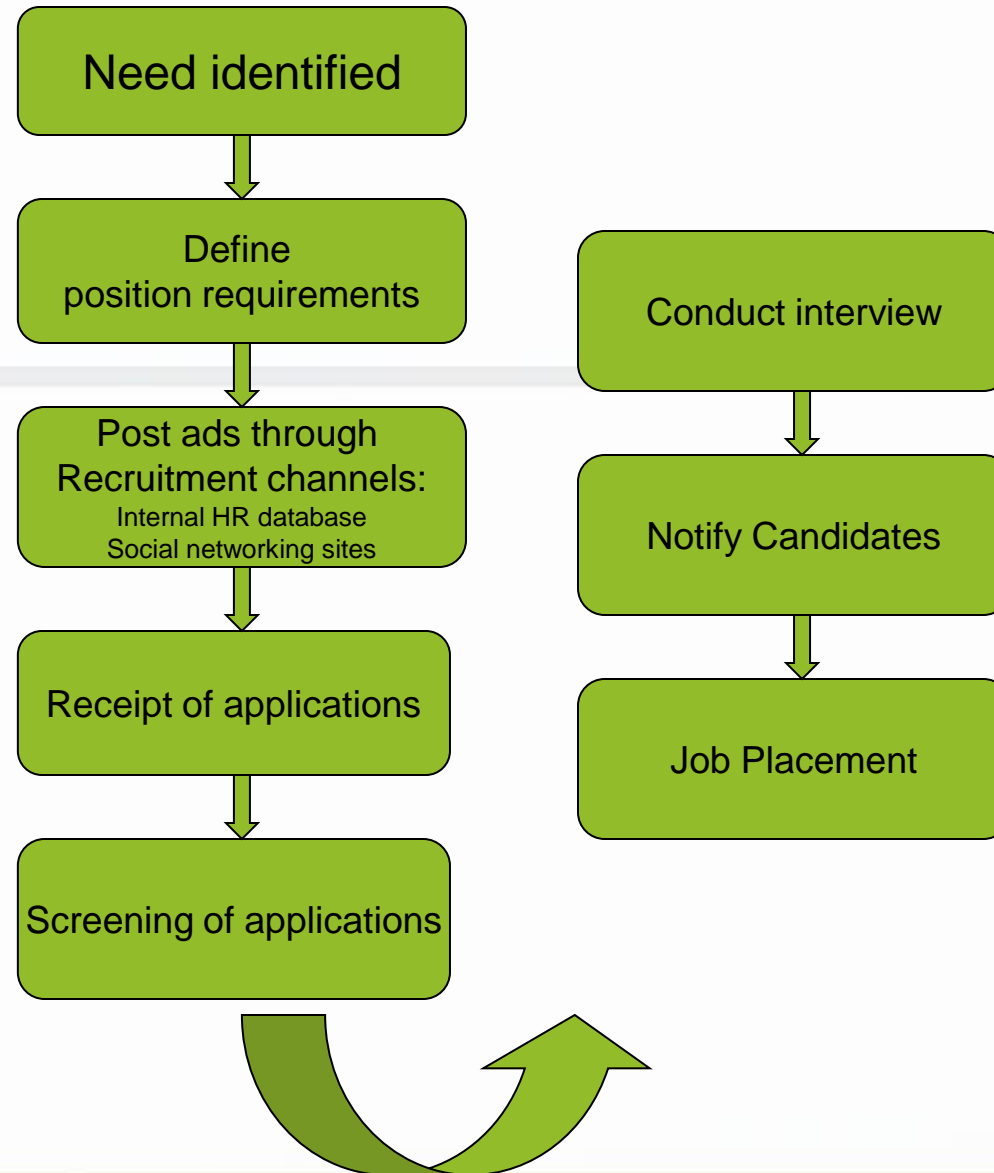 Need identified
Define
position requirements
Post ads through
Recruitment channels:
Internal HR database
Social networking sites
Receipt of applications
Screening of applications
Conduct interview
Notify Candidates
Job Placement